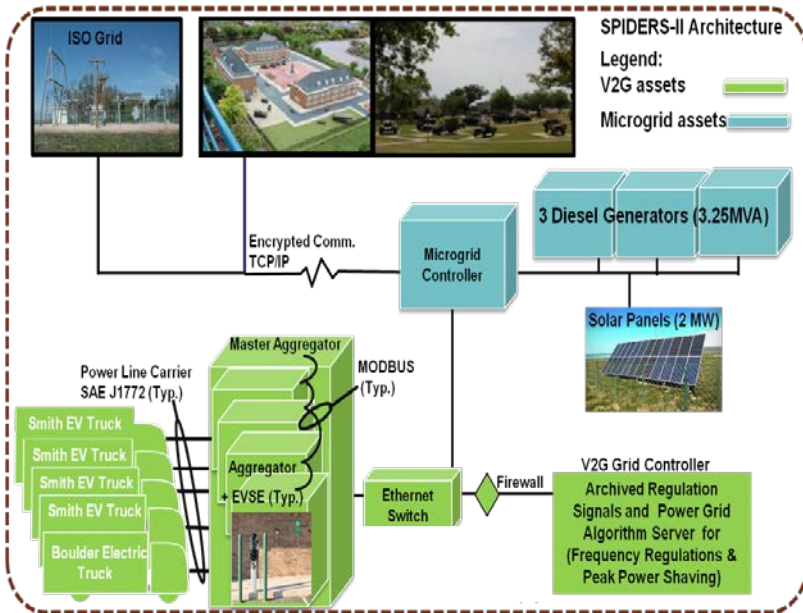 ISO Grid
SPIDERS-II Architecture
Legend:
V2G assets
Microgrid assets
3 Diesel Generators (3.25MVA)
Encrypted Comm.
TCP/IP
Microgrid
Controller
Solar Panels (2 MW)
Master Aggregator
Power Line Carrier
SAE J1772 (Typ.)
MODBUS
(Typ.)
Smith EV Truck
Smith EV Truck
Smith EV Truck
Smith EV Truck
Boulder Electric
Truck
Aggregator
+ EVSE (Typ.)
Ethernet
Switch
Firewall
V2G Grid Controller
Archived Regulation
Signals and Power Grid
Algorithm Server for
(Frequency Regulations &
Peak Power Shaving)